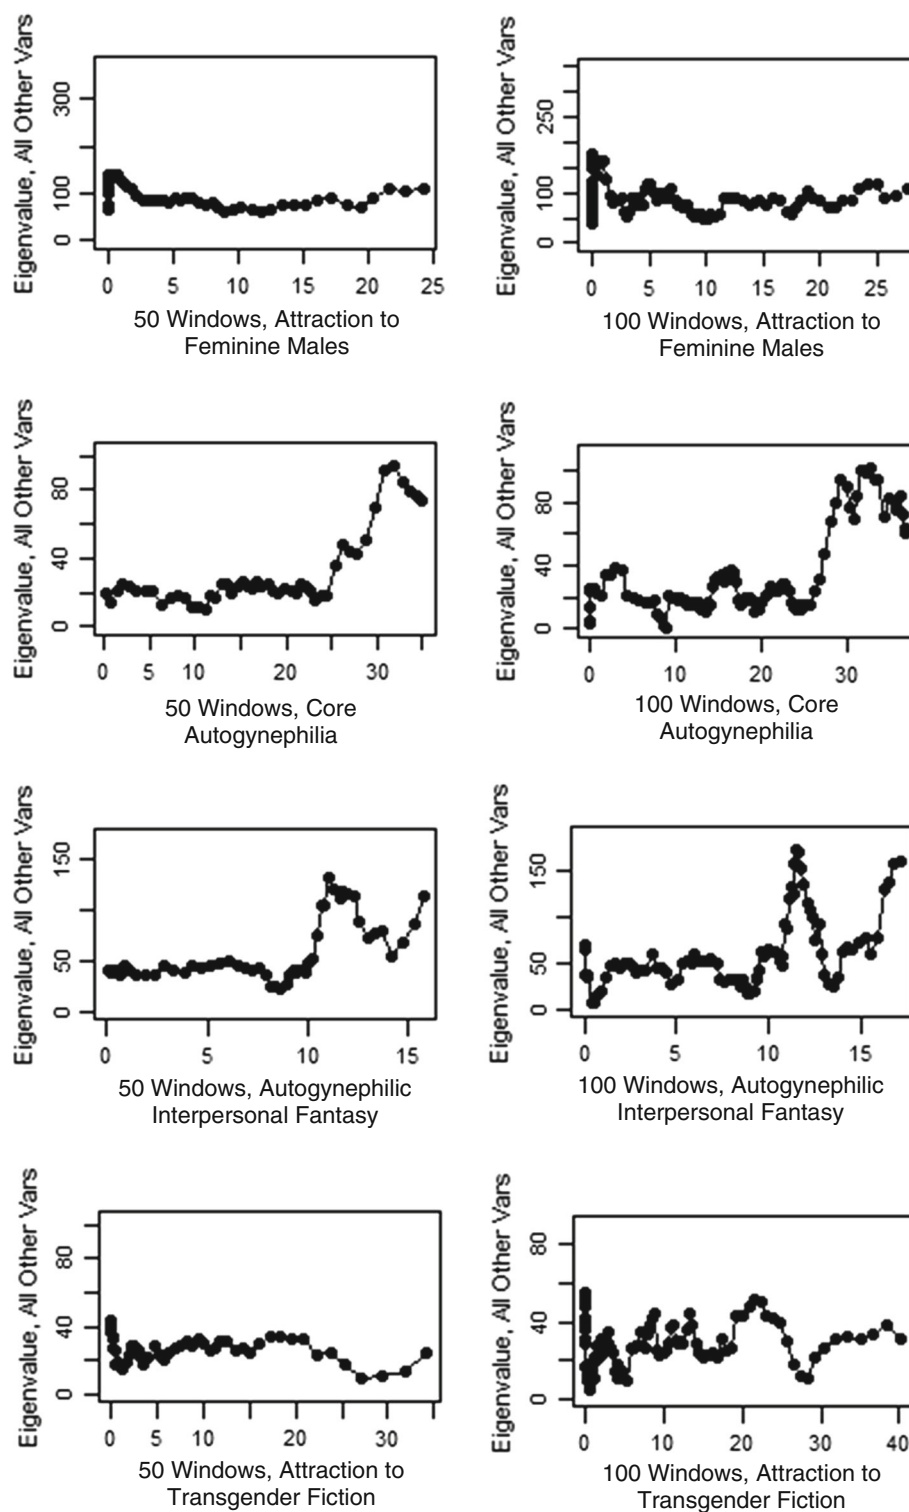 Eigenvalue, All Other Vars
300
100
0
0 5 10 15 20 25
50 Windows, Attraction to
Feminine Males
Eigenvalue, All Other Vars
250
100
0
0 5 10 15 20 25
100 Windows, Attraction to
Feminine Males
Eigenvalue, All Other Vars
80
40
0
0 5 10 20 30
50 Windows, Core
Autogynephilia
Eigenvalue, All Other Vars
80
40
0
0 10 20 30
100 Windows, Core
Autogynephilia
Eigenvalue, All Other Vars
150
50
0
0 5 10 15
50 Windows, Autogynephilic
Interpersonal Fantasy
Eigenvalue, All Other Vars
150
50
0
0 5 10 15
100 Windows, Autogynephilic
Interpersonal Fantasy
Eigenvalue, All Other Vars
80
40
0
0 5 10 20 30
50 Windows, Attraction to
Transgender Fiction
Eigenvalue, All Other Vars
80
40
0
0 10 20 30 40
100 Windows, Attraction to
Transgender Fiction